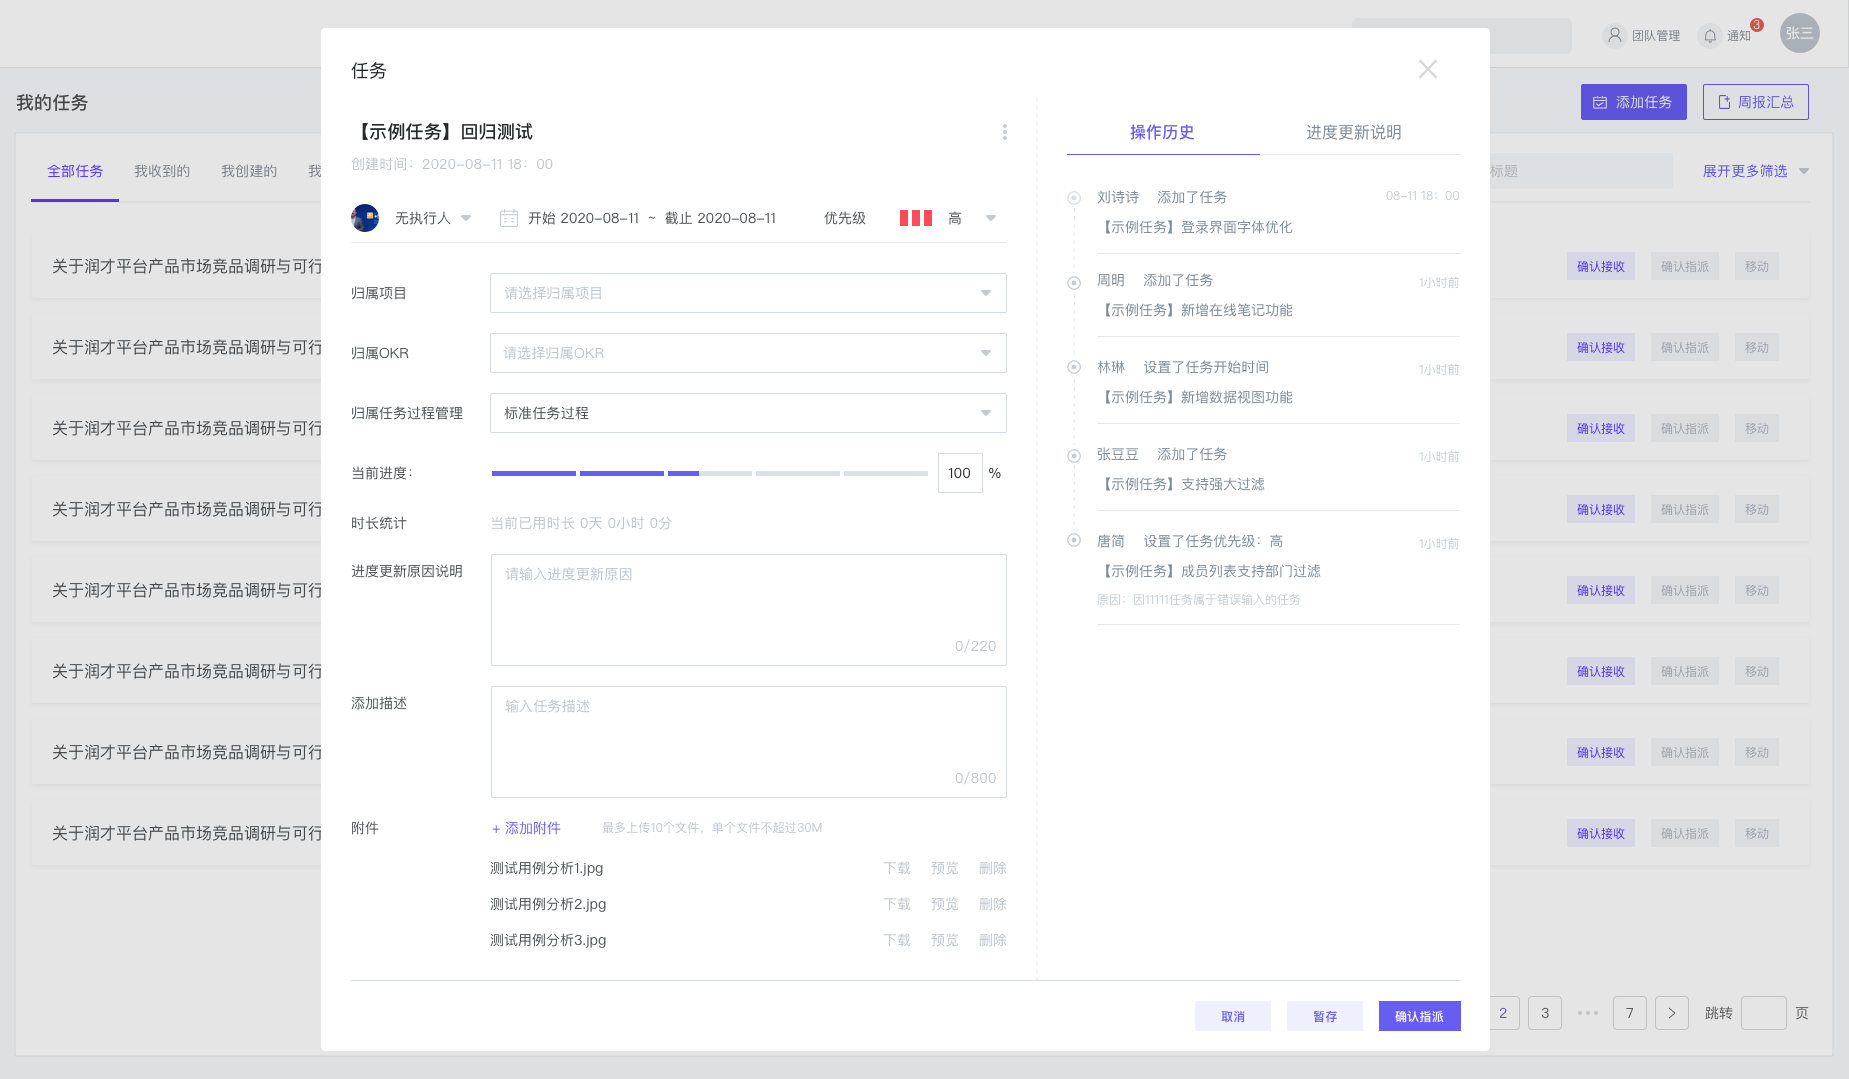 团队管理
通知
3
张三
我的任务
添加任务
周报汇总
全部任务
我收到的
我创建的
我
标题
展开更多筛选
关于润才平台产品市场竞品调研与可行
确认接收
确认指派
移动
关于润才平台产品市场竞品调研与可行
确认接收
确认指派
移动
关于润才平台产品市场竞品调研与可行
确认接收
确认指派
移动
关于润才平台产品市场竞品调研与可行
确认接收
确认指派
移动
关于润才平台产品市场竞品调研与可行
确认接收
确认指派
移动
关于润才平台产品市场竞品调研与可行
确认接收
确认指派
移动
关于润才平台产品市场竞品调研与可行
确认接收
确认指派
移动
关于润才平台产品市场竞品调研与可行
确认接收
确认指派
移动
2
3
7
跳转
页
任务
【示例任务】回归测试
创建时间：2020-08-11 18：00
无执行人
开始 2020-08-11 ~ 截止 2020-08-11
优先级
高
归属项目
请选择归属项目
归属OKR
请选择归属OKR
归属任务过程管理
标准任务过程
当前进度：
100
%
时长统计
当前已用时长 0天 0小时 0分
进度更新原因说明
请输入进度更新原因
0/220
添加描述
输入任务描述
0/800
附件
+ 添加附件
最多上传10个文件，单个文件不超过30M
测试用例分析1.jpg
下载
预览
删除
测试用例分析2.jpg
下载
预览
删除
测试用例分析3.jpg
下载
预览
删除
操作历史
进度更新说明
刘诗诗 添加了任务
08-11 18：00
【示例任务】登录界面字体优化
周明 添加了任务
1小时前
【示例任务】新增在线笔记功能
林琳 设置了任务开始时间
1小时前
【示例任务】新增数据视图功能
张豆豆 添加了任务
1小时前
【示例任务】支持强大过滤
唐简 设置了任务优先级：高
1小时前
【示例任务】成员列表支持部门过滤
原因：因11111任务属于错误输入的任务
取消
暂存
确认指派